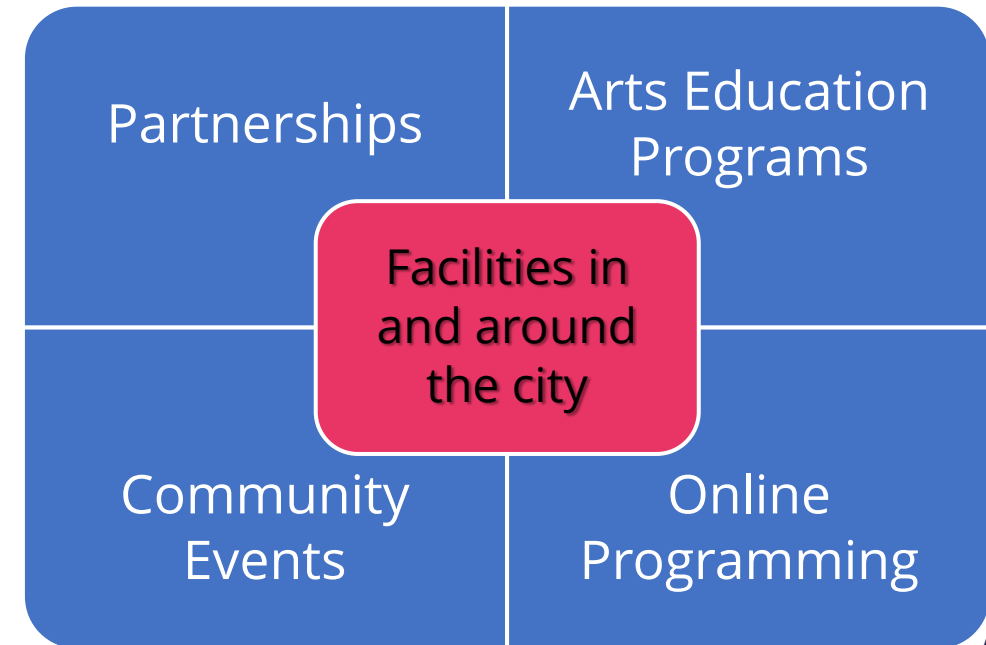 Partnerships
Arts Education
Programs
Facilities in
and around
the city
Community
Events
Online
Programming